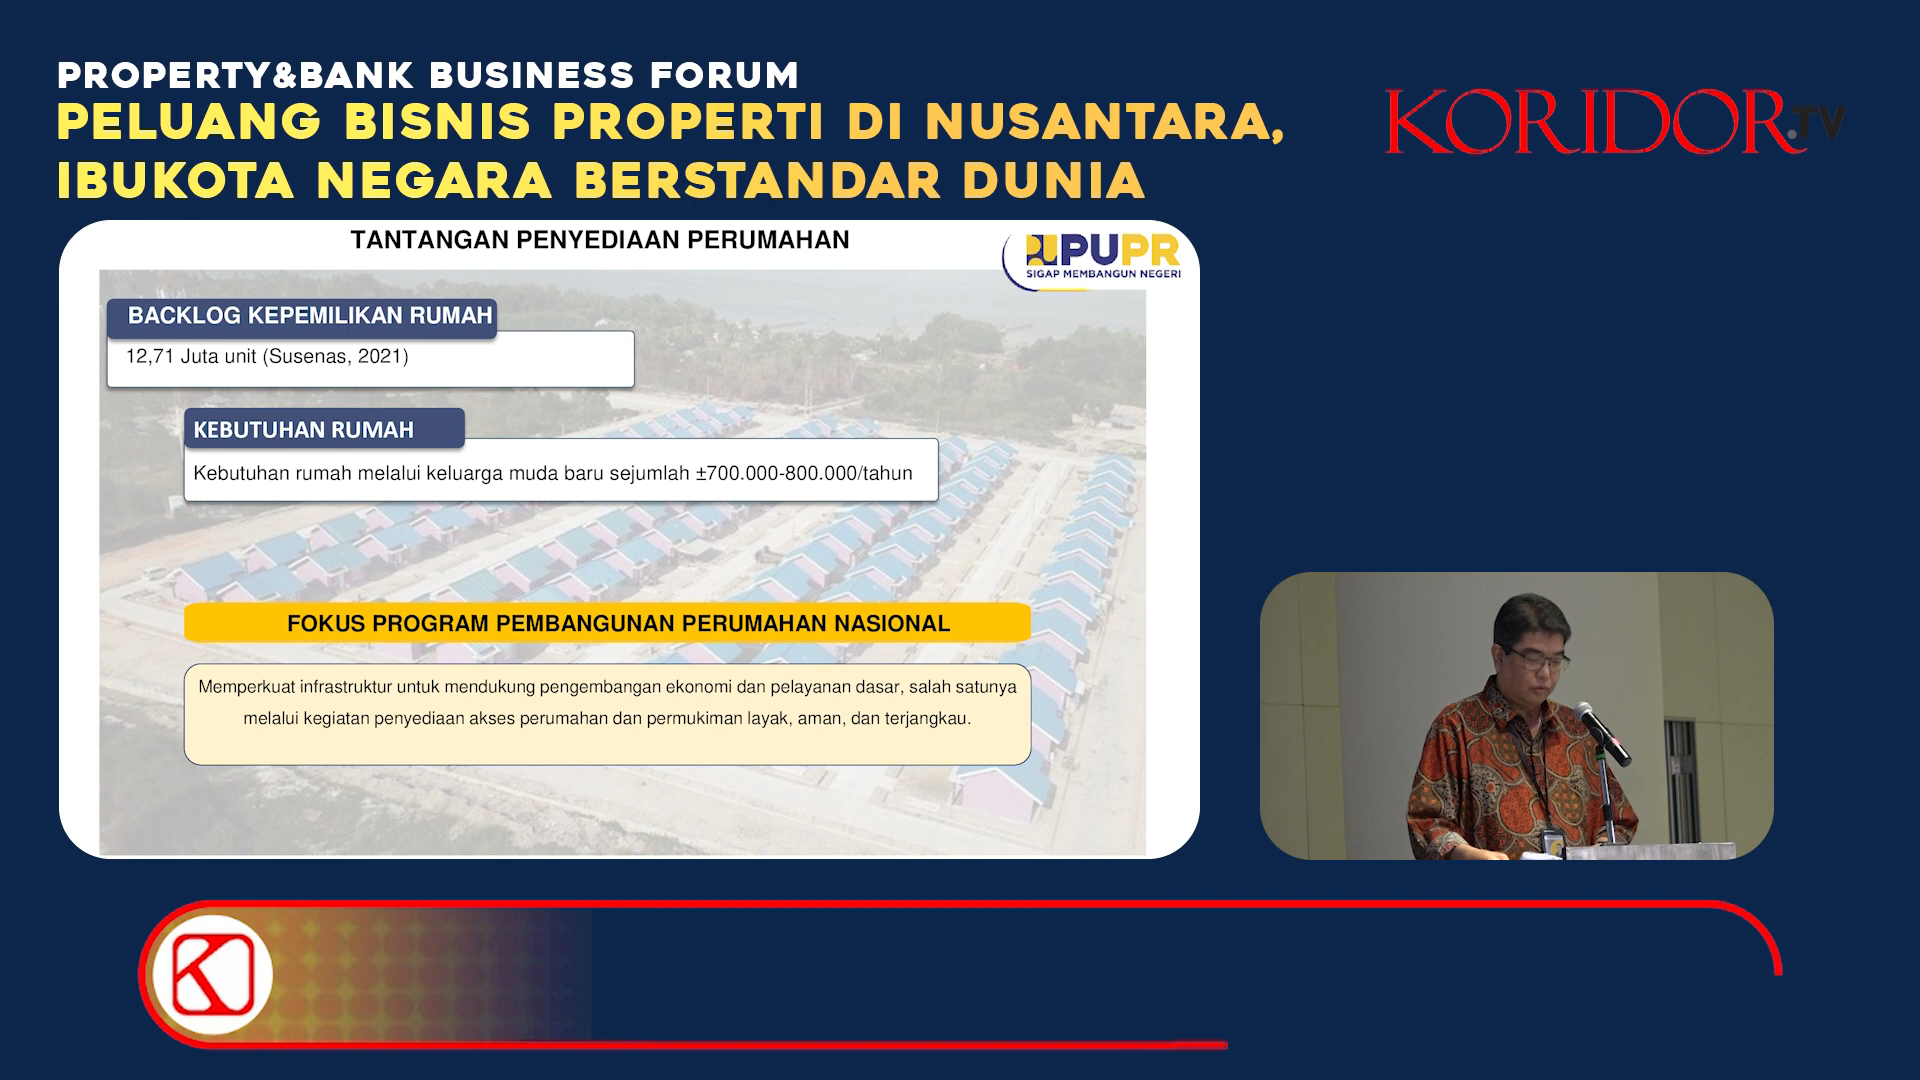 PROPERTY&BANK BUSINESS FORUM
PELUANG BISNIS PROPERTI DI NUSANTARA,
IBUKOTA NEGARA BERSTANDAR DUNIA
KORIDOR.TV
TANTANGAN PENYEDIAAN PERUMAHAN
PUPR
SIGAP MEMBANGUN NEGERI
BACKLOG KEPEMILIKAN RUMAH
12,71 Juta unit (Susenas, 2021)
KEBUTUHAN RUMAH
Kebutuhan rumah melalui keluarga muda baru sejumlah ±700.000-800.000/tahun
FOKUS PROGRAM PEMBANGUNAN PERUMAHAN NASIONAL
Memperkuat infrastruktur untuk mendukung pengembangan ekonomi dan pelayanan dasar, salah satunya
melalui kegiatan penyediaan akses perumahan dan permukiman layak, aman, dan terjangkau.
K